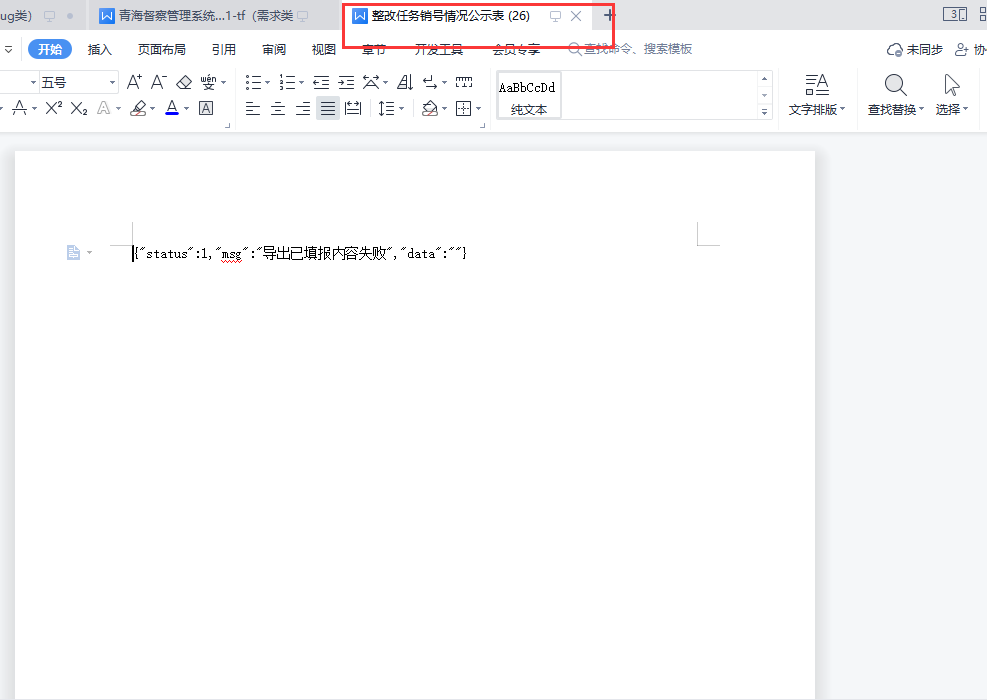 ug类）
青海督察管理系统...1-tf（需求类
整改任务销号情况公示表 (26)
3
开始 插入 页面布局 引用 审阅 视图 章节 开发工具 会员专享 查找命令、搜索模板 未同步 协
五号
AaBbCcDd
纯文本
文字排版 查找替换 选择
{"status":1,"msg":"导出已填报内容失败","data":""}